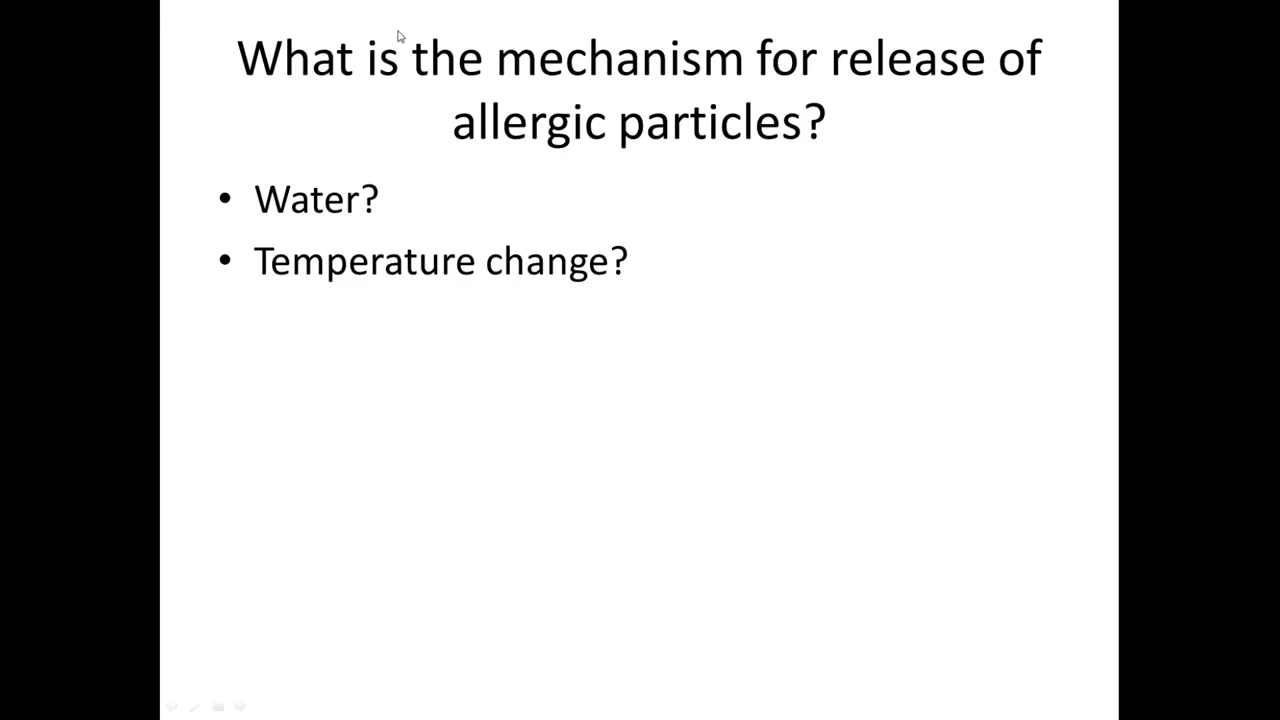 What is the mechanism for release of
allergic particles?
• Water?
• Temperature change?